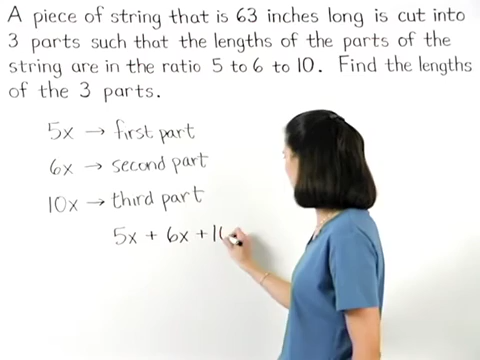 A piece of string that is 63 inches long is cut into
3 parts such that the lengths of the parts of the
string are in the ratio 5 to 6 to 10. Find the lengths
of the 3 parts.
5x → first part
6x → second part
10x → third part
5x + 6x + 10